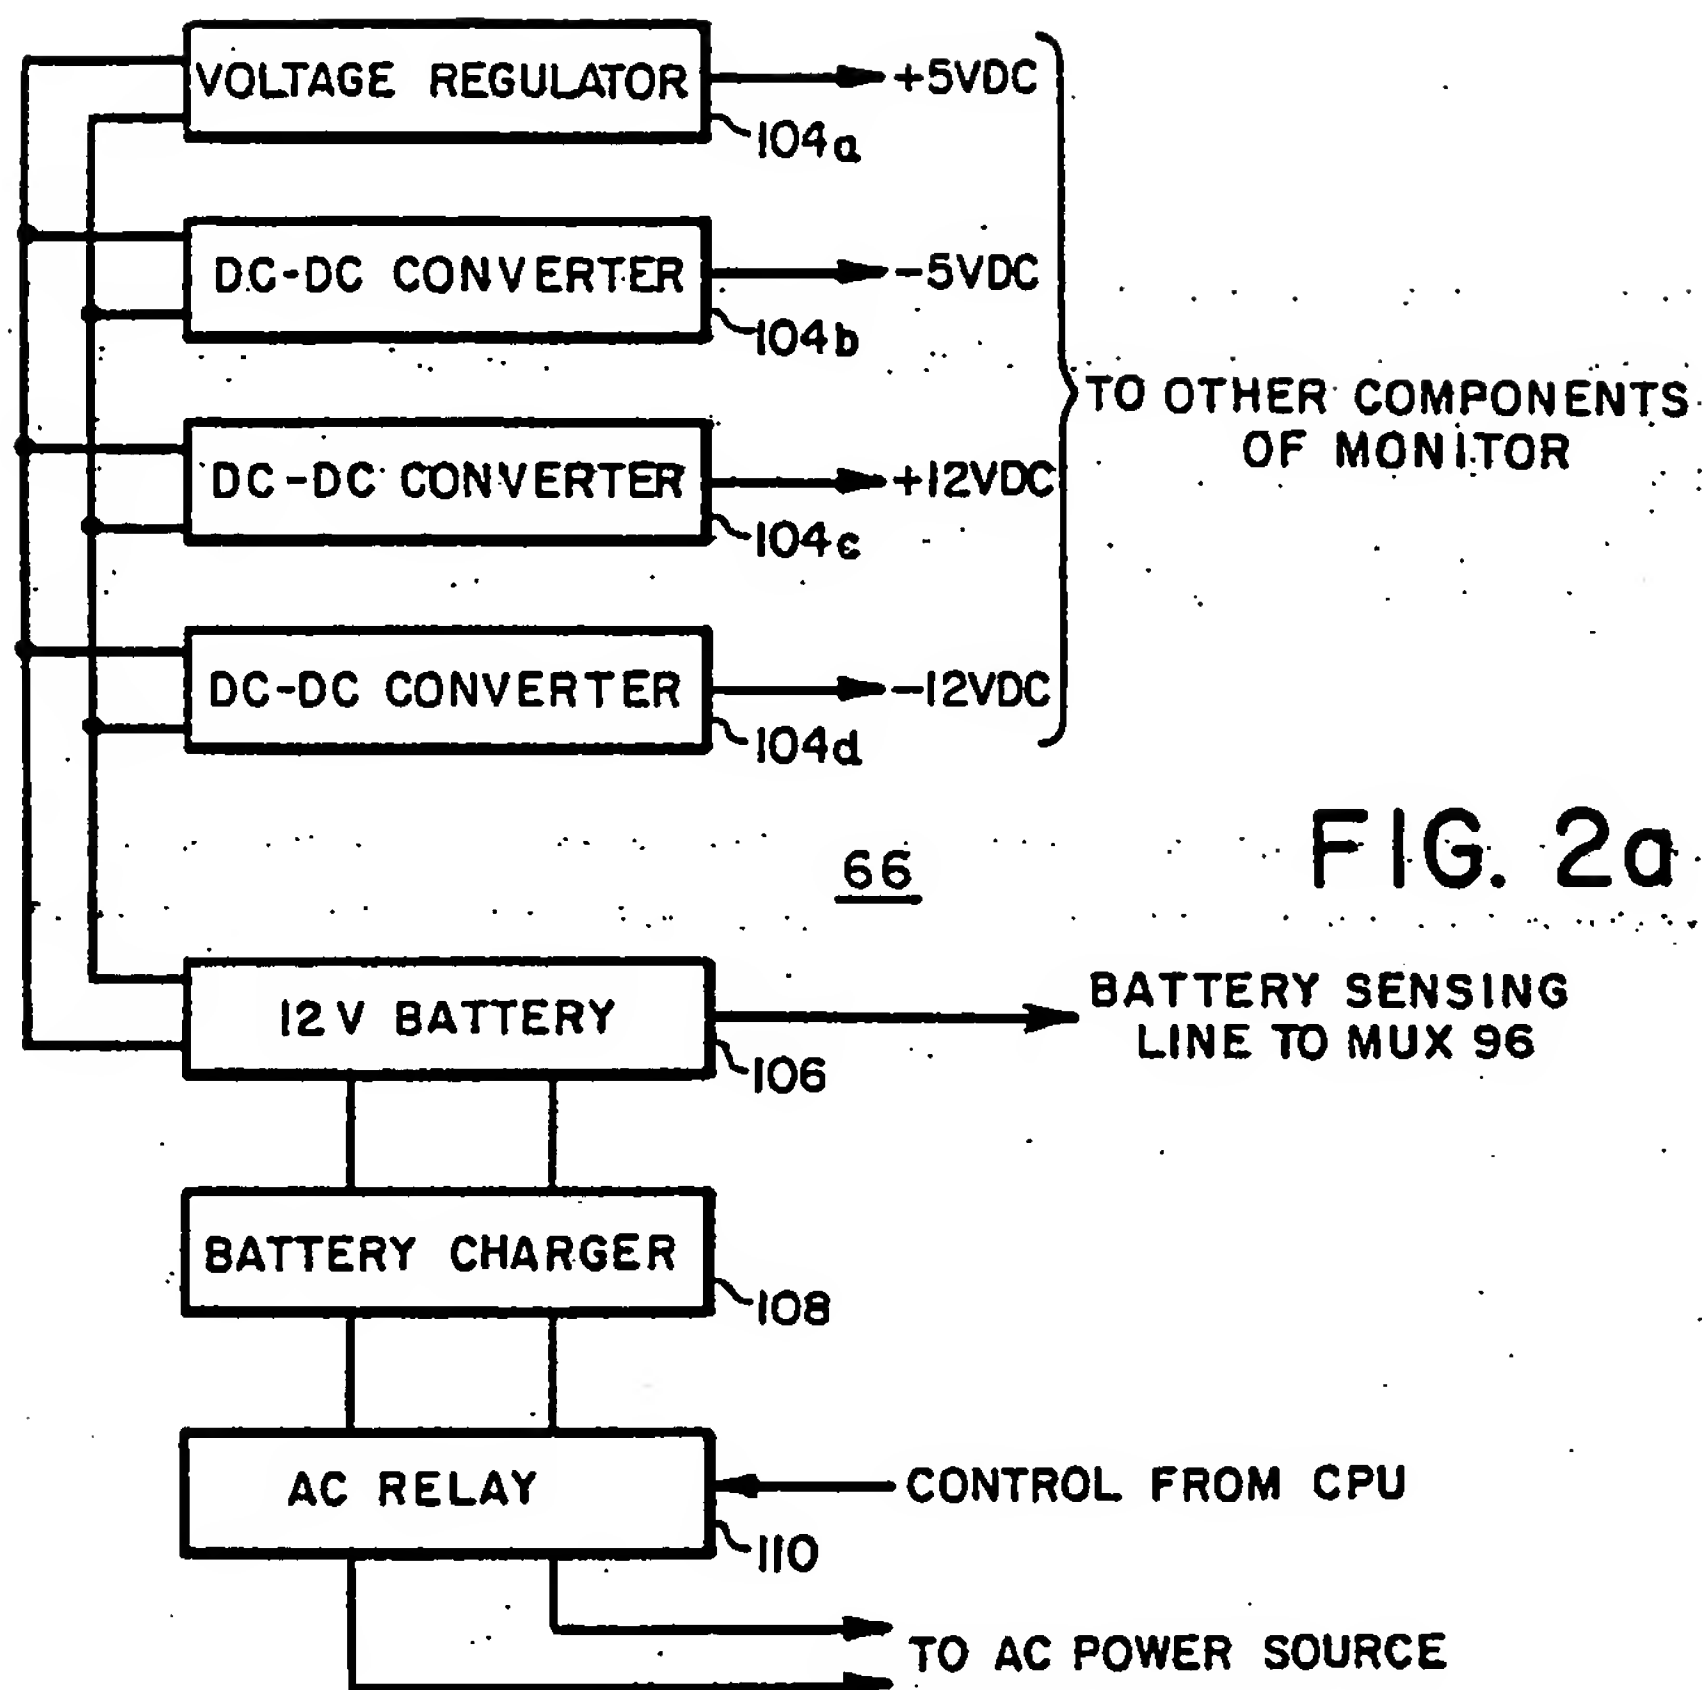 VOLTAGE REGULATOR
+5VDC
104a
DC-DC CONVERTER
-5VDC
104b
TO OTHER COMPONENTS
OF MONITOR
DC-DC CONVERTER
+12VDC
104c
DC-DC CONVERTER
-12VDC
104d
FIG. 2a
66
12V BATTERY
106
BATTERY SENSING
LINE TO MUX 96
BATTERY CHARGER
108
AC RELAY
110
CONTROL FROM CPU
TO AC POWER SOURCE